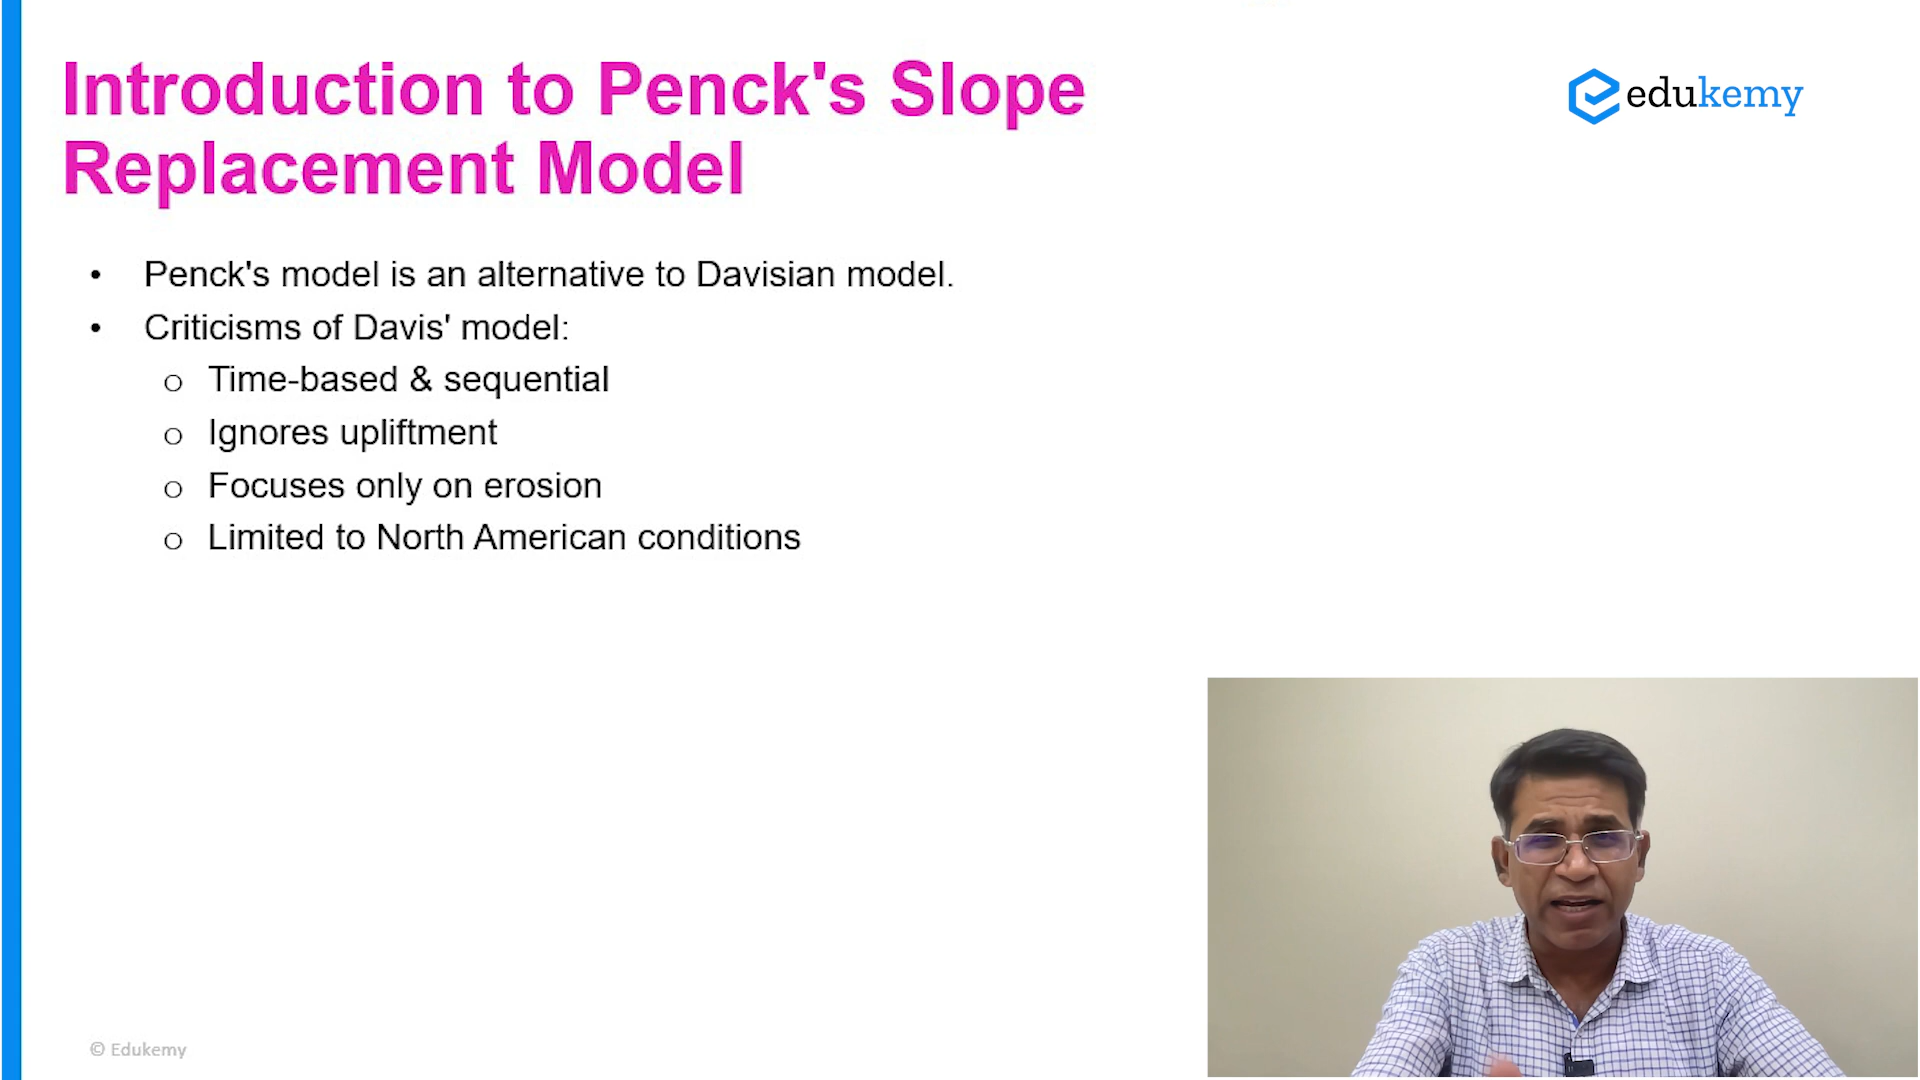 Introduction to Penck's Slope
Replacement Model
edukemy
• Penck's model is an alternative to Davisian model.
• Criticisms of Davis' model:
o Time-based & sequential
o Ignores upliftment
o Focuses only on erosion
o Limited to North American conditions
© Edukemy